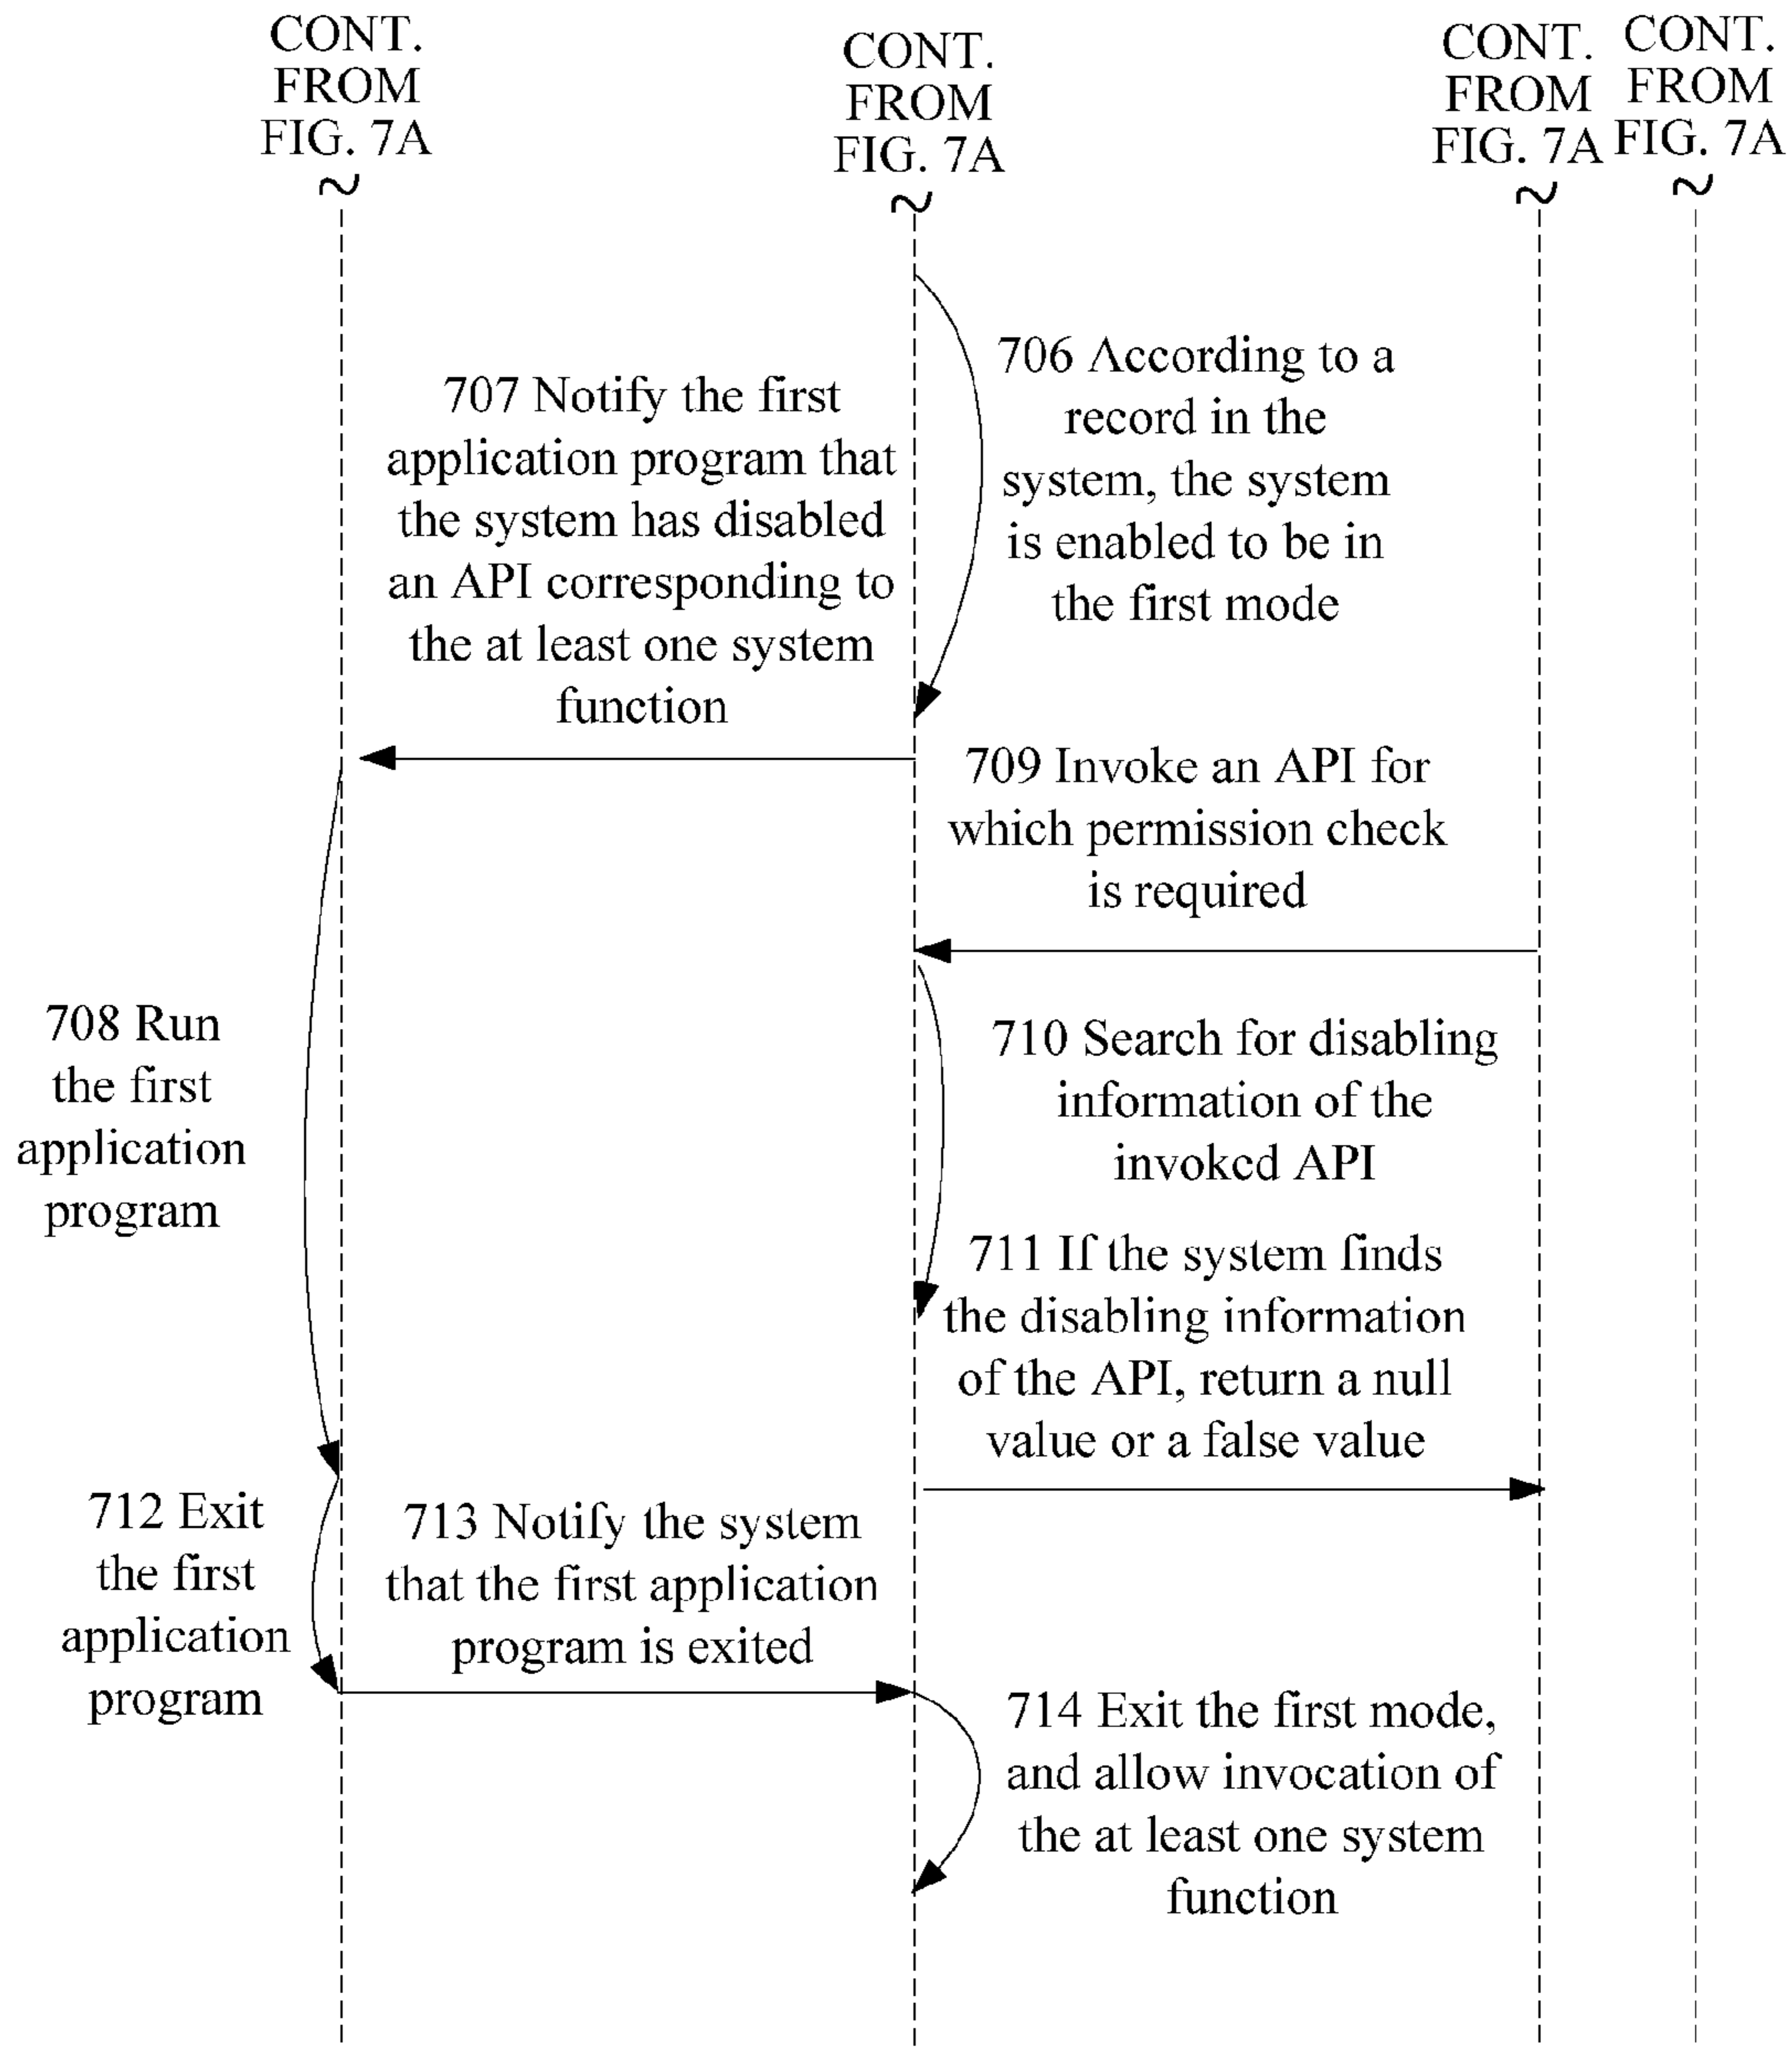 CONT.
FROM
FIG. 7A
CONT.
FROM
FIG. 7A
CONT.
FROM
FIG. 7A
CONT.
FROM
FIG. 7A
706 According to a
record in the
system, the system
is enabled to be in
the first mode
707 Notify the first
application program that
the system has disabled
an API corresponding to
the at least one system
function
708 Run
the first
application
program
709 Invoke an API for
which permission check
is required
710 Search for disabling
information of the
invoked API
711 If the system finds
the disabling information
of the API, return a null
value or a false value
712 Exit
the first
application
program
713 Notify the system
that the first application
program is exited
714 Exit the first mode,
and allow invocation of
the at least one system
function